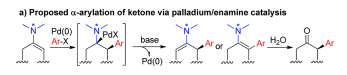 a) Proposed α-arylation of ketone via palladium/enamine catalysis
N Pd(0) Ar-X N PdX Ar base Pd(0) N Ar or N Ar H₂O O Ar